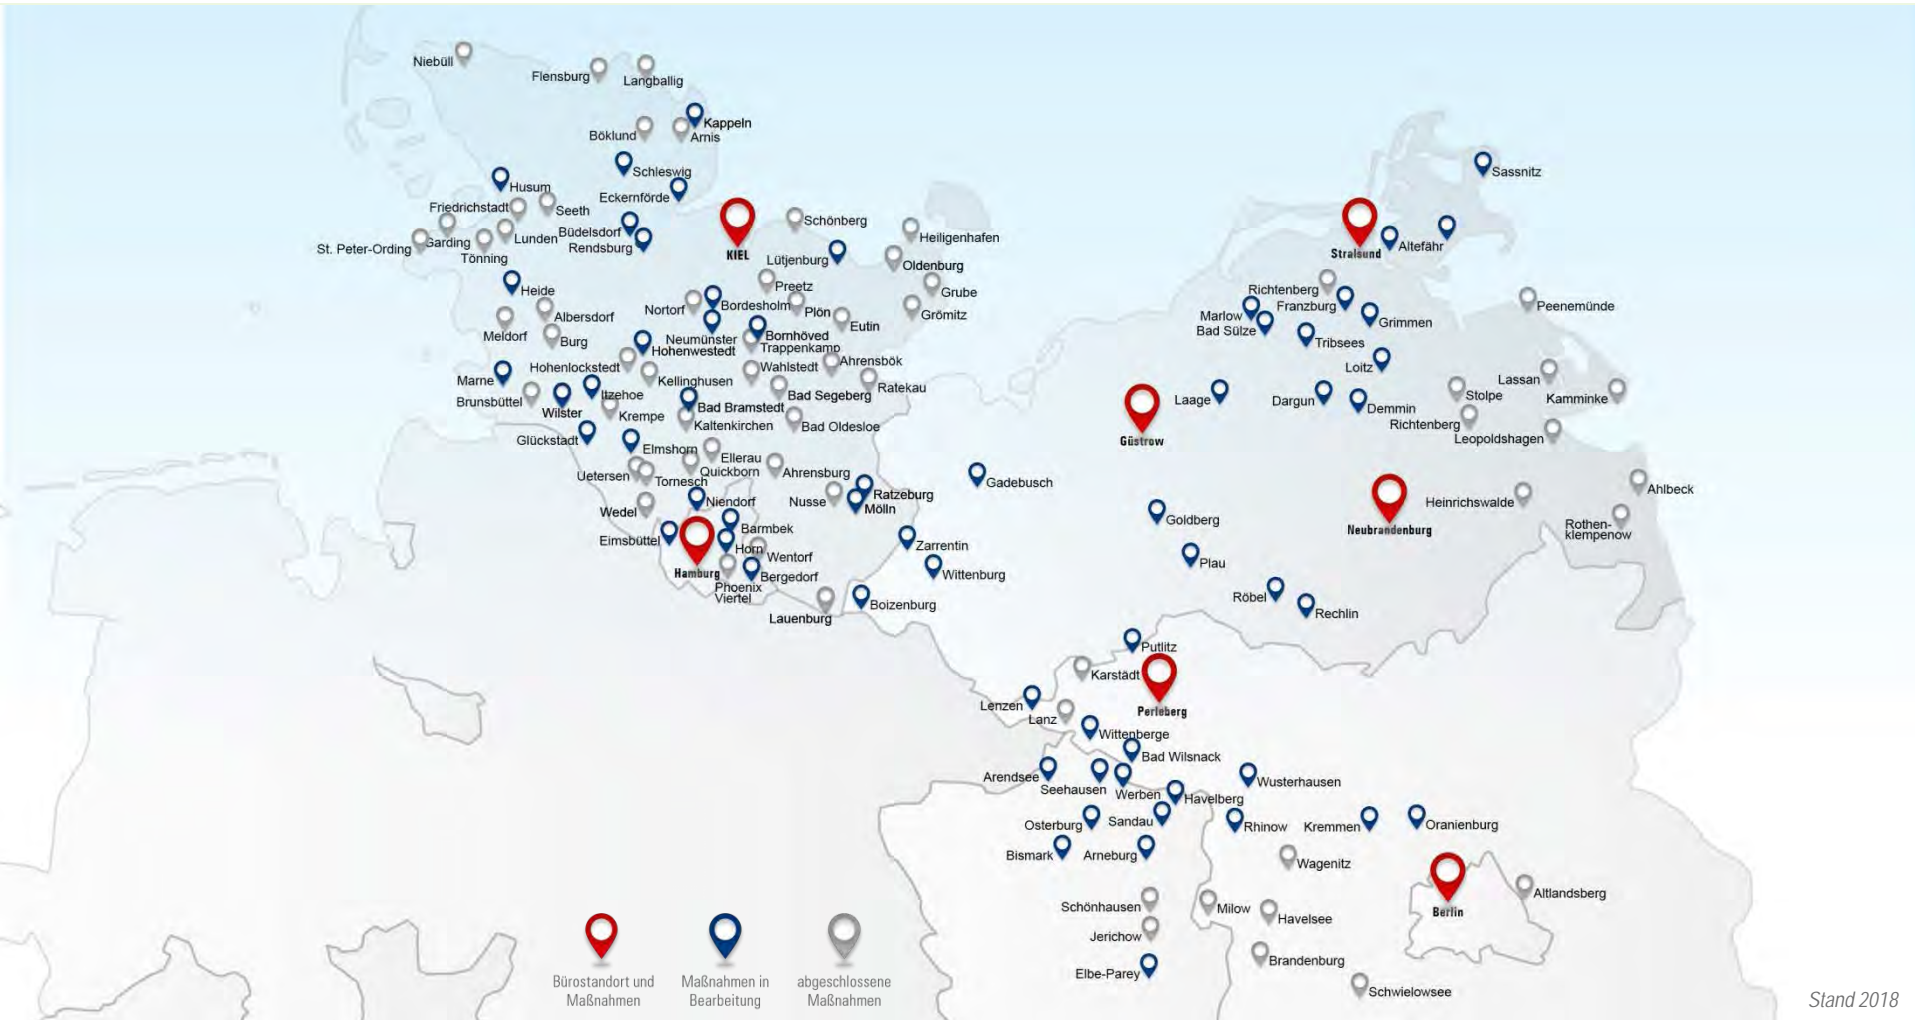 Niebüll
Flensburg
Langballig
Kappeln
Böklund
Arnis
Schleswig
Husum
Eckernförde
Friedrichstadt
Seeth
Büdelsdorf
Rendsburg
Lunden
Garding
St. Peter-Ording
Tönning
KIEL
Schönberg
Lütjenburg
Heiligenhafen
Oldenburg
Grube
Grömitz
Heide
Albersdorf
Meldorf
Burg
Nortorf
Bordesholm
Preetz
Plön
Eutin
Neumünster
Bornhöved
Trappenkamp
Hohenwestedt
Ahrensbök
Hohenlockstedt
Kellinghusen
Wahlstedt
Ratekau
Marne
Brunsbüttel
Wilster
Itzehoe
Krempe
Bad Segeberg
Bad Bramstedt
Kaltenkirchen
Bad Oldesloe
Glückstadt
Elmshorn
Ellerau
Quickborn
Uetersen
Tornesch
Ahrensburg
Nusse
Ratzeburg
Mölln
Wedel
Niendorf
Barmbek
Eimsbüttel
Horn
Wentorf
Hamburg
Bergedorf
Phoenix
Viertel
Lauenburg
Boizenburg
Zarrentin
Wittenburg
Gadebusch
Sassnitz
Stralsund
Altefähr
Richtenberg
Franzburg
Marlow
Bad Sülze
Grimmen
Tribsees
Loitz
Peenemünde
Laage
Dargun
Demmin
Lassan
Stolpe
Kamminke
Richtenberg
Leopoldshagen
Güstrow
Neubrandenburg
Heinrichswalde
Ahlbeck
Rothen-
klempenow
Goldberg
Plau
Röbel
Rechlin
Putlitz
Karstädt
Perleberg
Lenzen
Lanz
Wittenberge
Bad Wilsnack
Arendsee
Seehausen
Werben
Havelberg
Wusterhausen
Osterburg
Sandau
Rhinow
Kremmen
Oranienburg
Bismark
Arneburg
Wagenitz
Altlandsberg
Berlin
Schönhausen
Milow
Havelsee
Jerichow
Brandenburg
Elbe-Parey
Schwielowsee
Bürostandort und
Maßnahmen
Maßnahmen in
Bearbeitung
abgeschlossene
Maßnahmen
Stand 2018